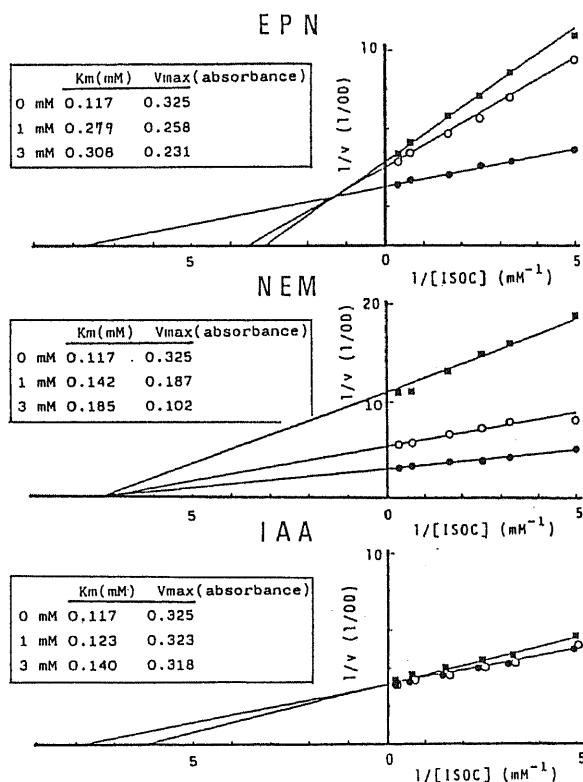 EPN
Km(mM) Vmax(absorbance)
0 mM 0.117 0.325
1 mM 0.279 0.258
3 mM 0.308 0.231
10
1/v (1/OD)
5 0 5
1/[ISOC] (mM⁻¹)
NEM
Km(mM) Vmax(absorbance)
0 mM 0.117 0.325
1 mM 0.142 0.187
3 mM 0.185 0.102
20
10
1/v (1/OD)
5 0 5
1/[ISOC] (mM⁻¹)
IAA
Km(mM) Vmax(absorbance)
0 mM 0.117 0.325
1 mM 0.123 0.323
3 mM 0.140 0.318
10
1/v (1/OD)
5 0 5
1/[ISOC] (mM⁻¹)